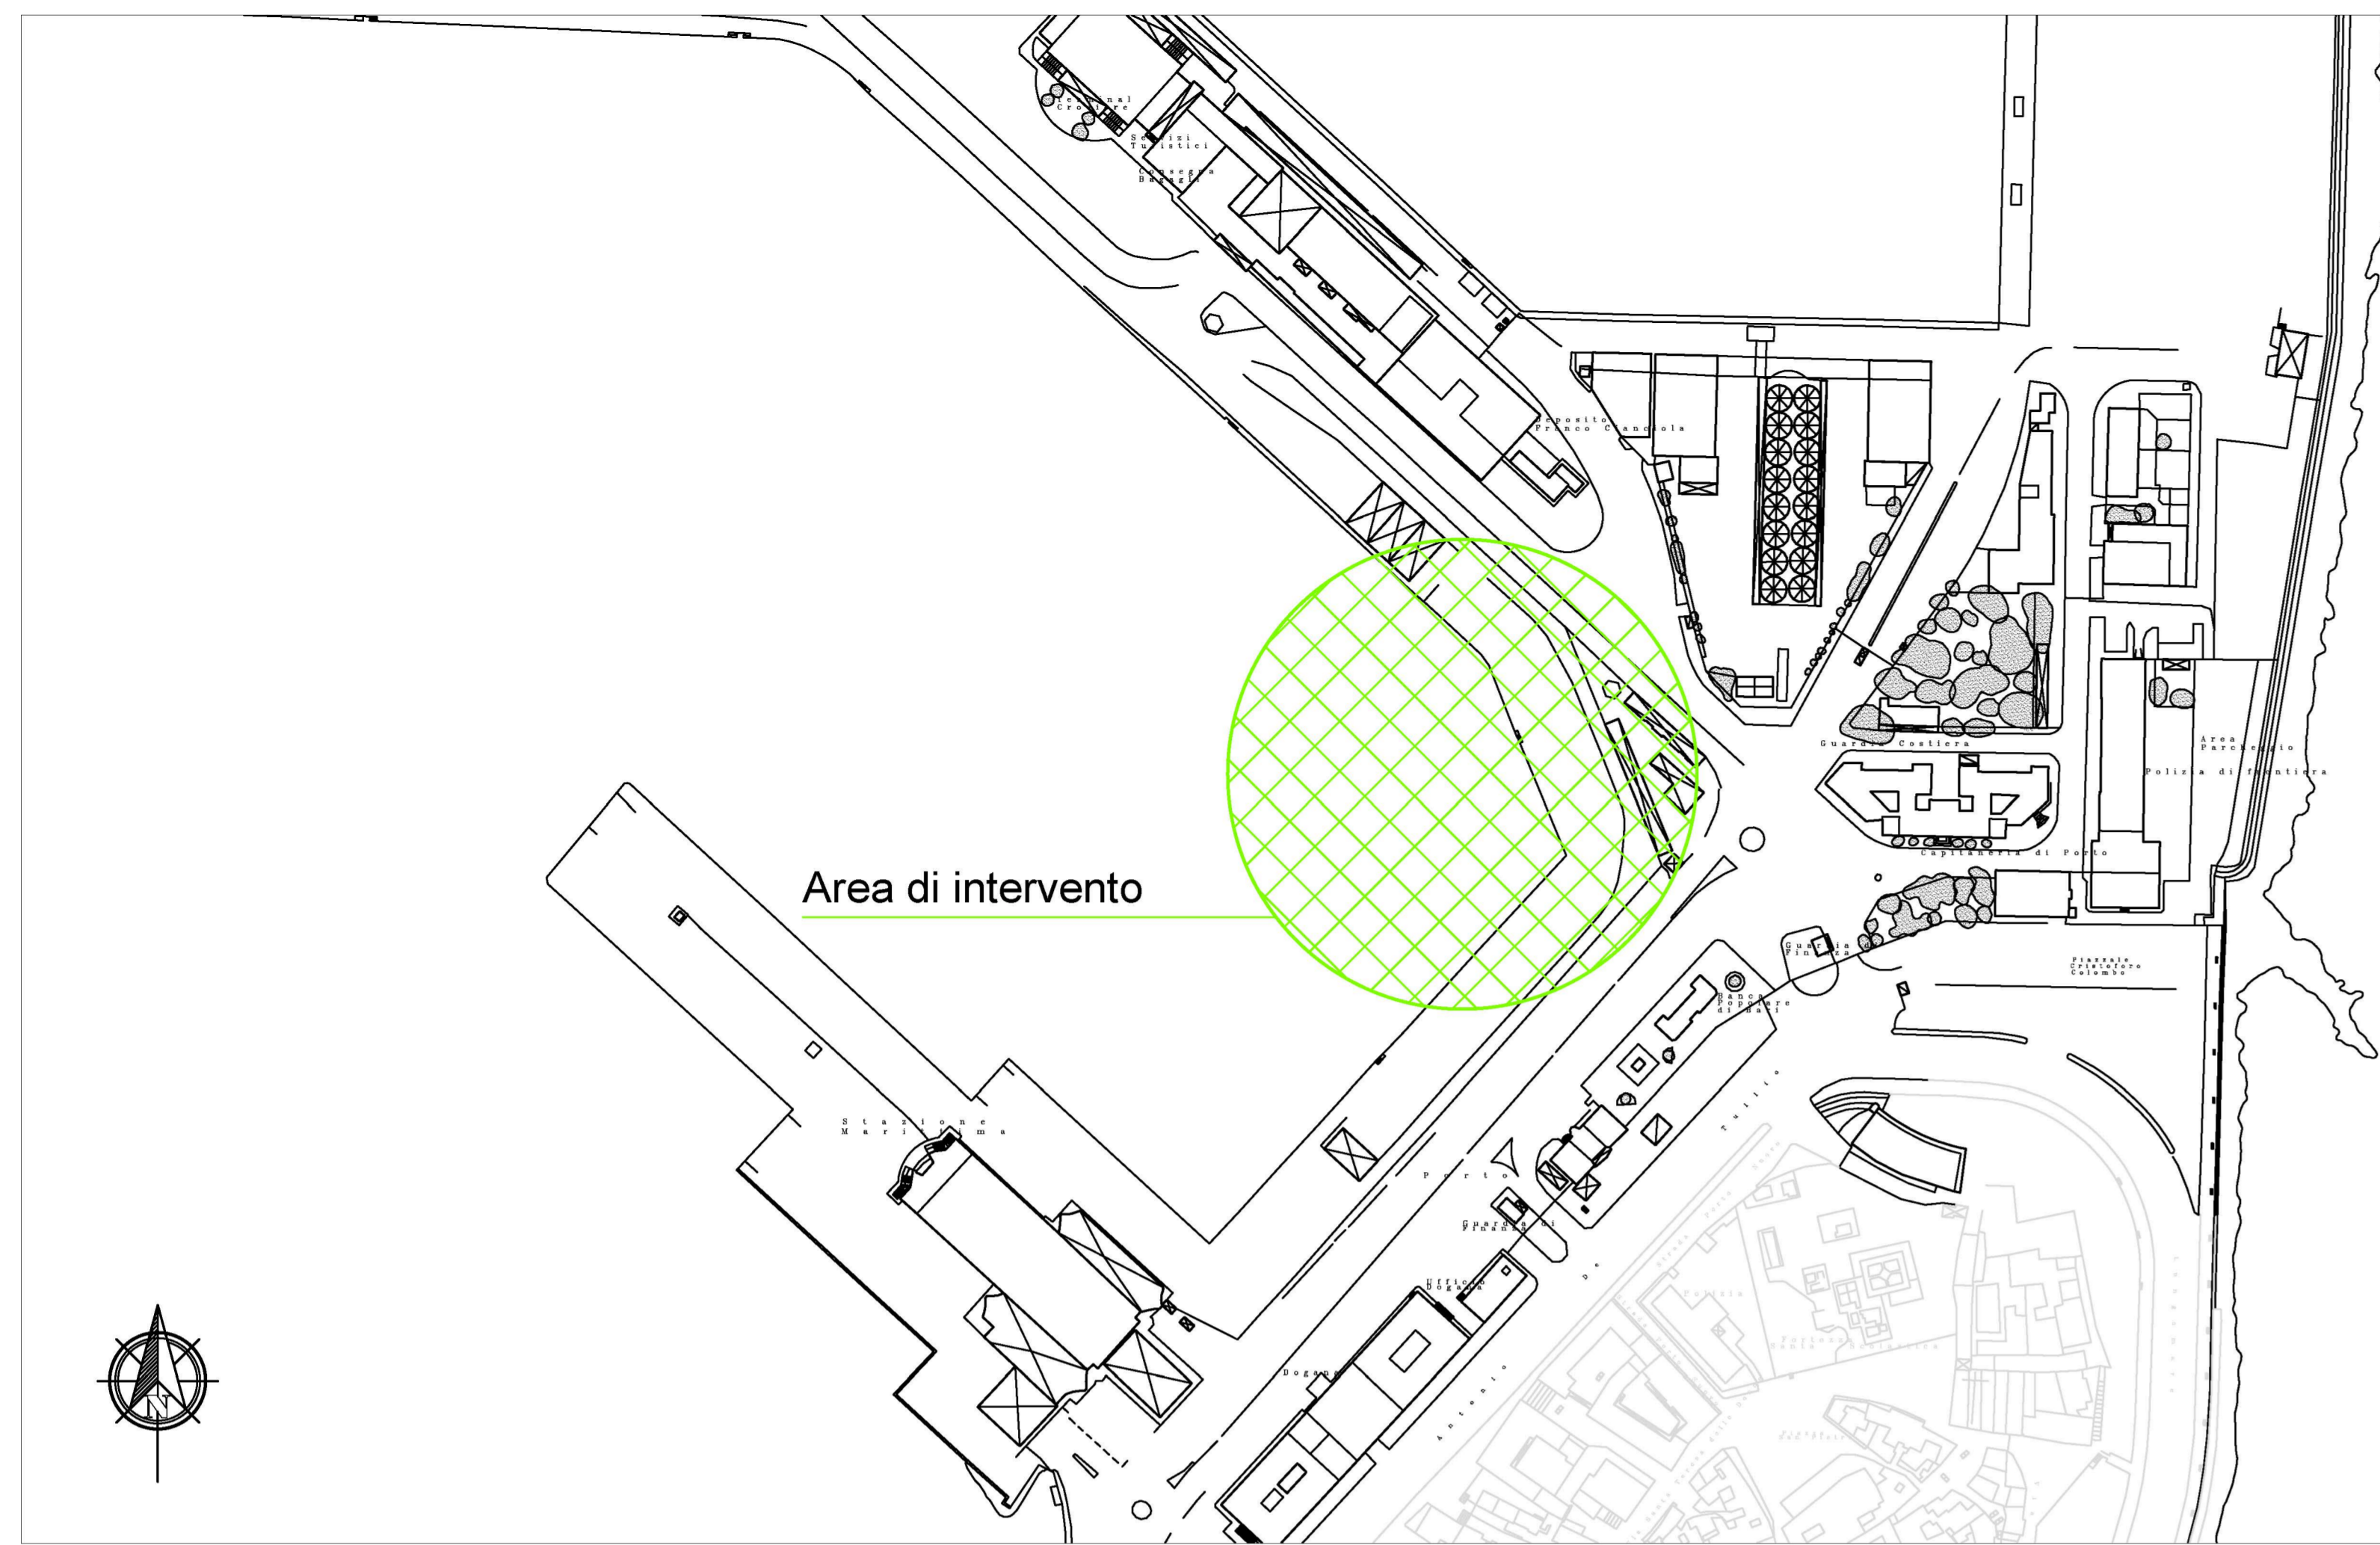 Terminal
Crociere
Servizi
Turistici
Consegna
Bagagli
Deposito
Franco Cianciola
Guardia Costiera
Area
Parcheggio
Polizia di frontiera
Capitaneria di Porto
Area di intervento
Guardia di
Finanza
Piazzale
Cristoforo
Colombo
Banca
Popolare
di Bari
Stazione
Marittima
Porto
Guardia di
Finanza
Ufficio
Dogana
Dogana
Antonio
De
Tullio
Polizia
N